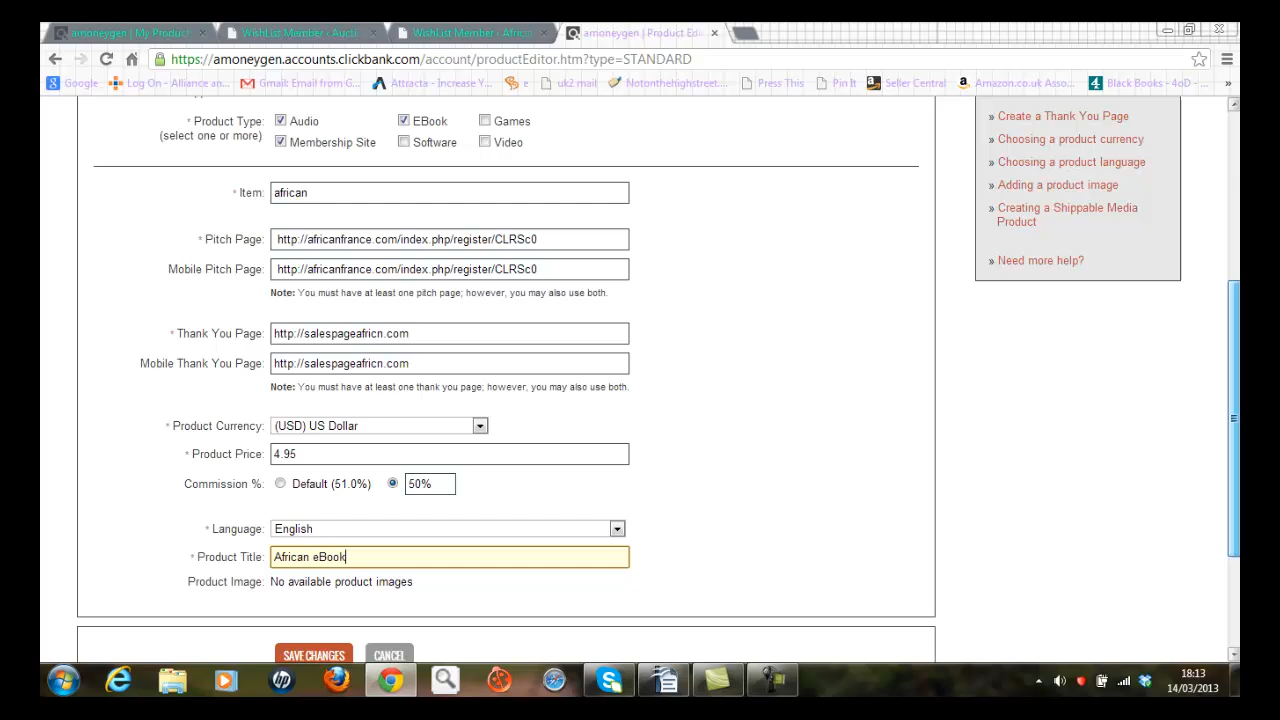 amoneygen | My Product
WishList Member - Aucti
WishList Member - Africa
amoneygen | Product Edi
https://amoneygen.accounts.clickbank.com/account/productEditor.htm?type=STANDARD
Google
Log On - Alliance an...
Gmail: Email from G...
Attracta - Increase Y...
e
uk2 mail
Notonthehighstreet...
Press This
Pin It
Seller Central
Amazon.co.uk Asso...
Black Books - 4oD - ...
»
* Product Type:
(select one or more)
Audio
EBook
Games
Membership Site
Software
Video
* Item: african
* Pitch Page: http://africanfrance.com/index.php/register/CLRSc0
Mobile Pitch Page: http://africanfrance.com/index.php/register/CLRSc0
Note: You must have at least one pitch page; however, you may also use both.
* Thank You Page: http://salespageafricn.com
Mobile Thank You Page: http://salespageafricn.com
Note: You must have at least one thank you page; however, you may also use both.
* Product Currency: (USD) US Dollar
* Product Price: 4.95
Commission %: Default (51.0%) 50%
* Language: English
* Product Title: African eBook
Product Image: No available product images
SAVE CHANGES
CANCEL
» Create a Thank You Page
» Choosing a product currency
» Choosing a product language
» Adding a product image
» Creating a Shippable Media
Product
» Need more help?
18:13
14/03/2013